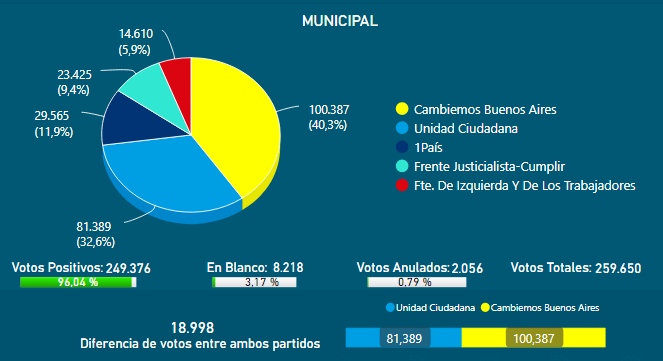 MUNICIPAL
14.610
(5,9%)
23.425
(9,4%)
29.565
(11,9%)
100.387
(40,3%)
81.389
(32,6%)
Cambiemos Buenos Aires
Unidad Ciudadana
1País
Frente Justicialista-Cumplir
Fte. De Izquierda Y De Los Trabajadores
Votos Positivos: 249.376
96,04 %
En Blanco: 8.218
3,17 %
Votos Anulados: 2.056
0,79 %
Votos Totales: 259.650
18.998
Diferencia de votos entre ambos partidos
Unidad Ciudadana
Cambiemos Buenos Aires
81,389
100,387